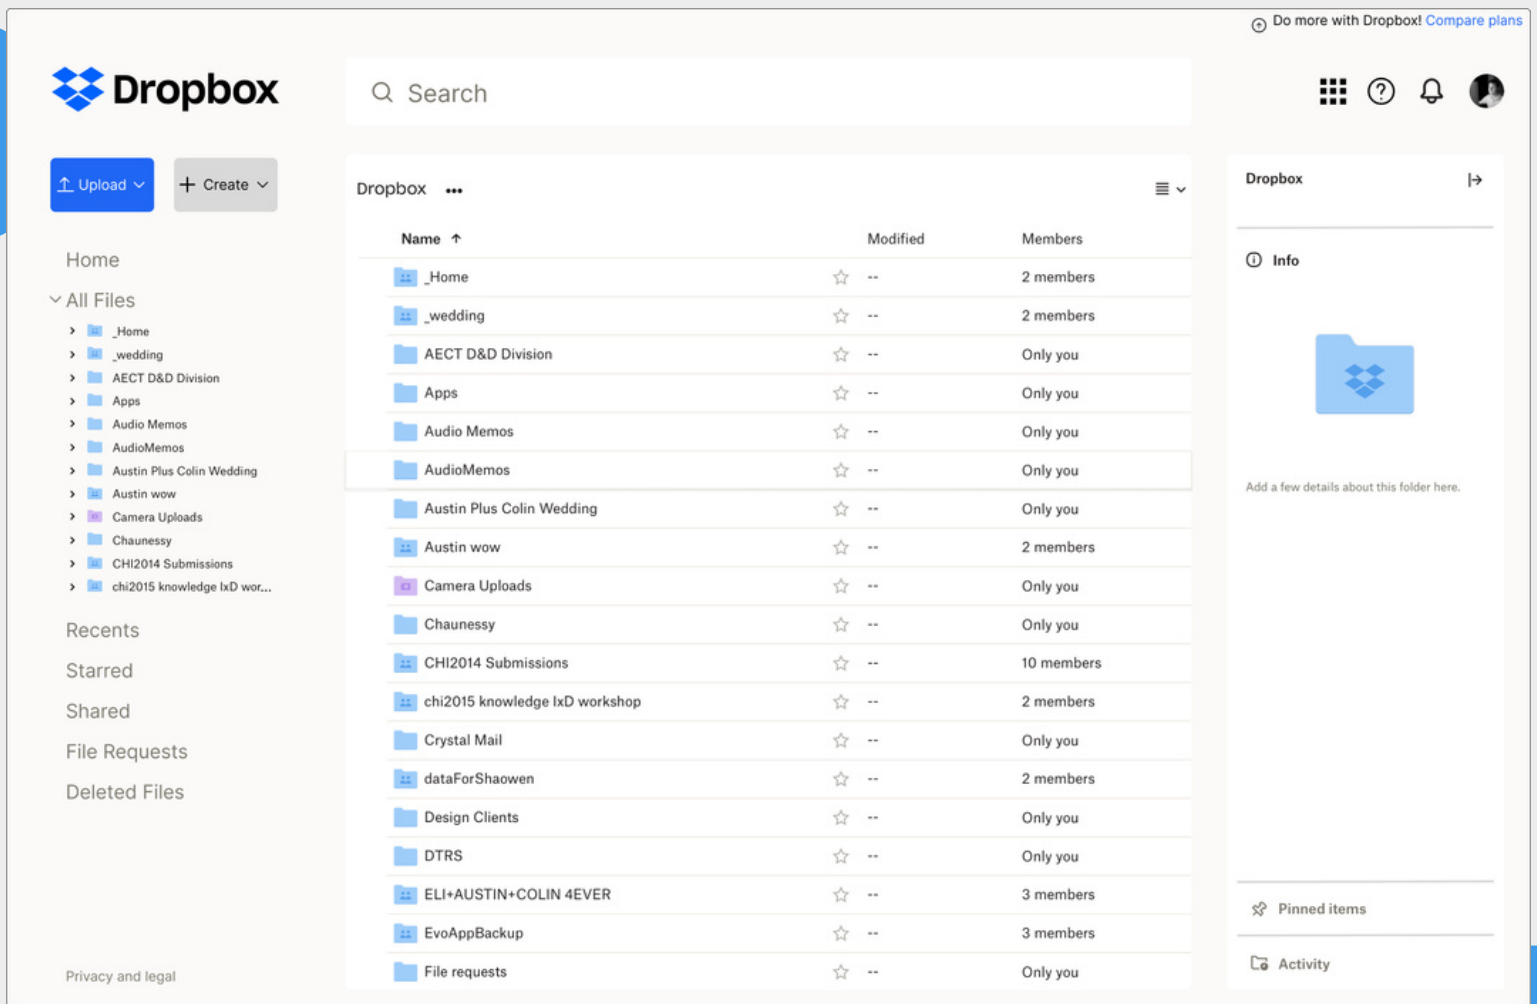 Do more with Dropbox! Compare plans
Dropbox
Search
Upload
Create
Home
All Files
_Home
_wedding
AECT D&D Division
Apps
Audio Memos
AudioMemos
Austin Plus Colin Wedding
Austin wow
Camera Uploads
Chaunessy
CHI2014 Submissions
chi2015 knowledge IxD wor...
Recents
Starred
Shared
File Requests
Deleted Files
Privacy and legal
Dropbox
Name Modified Members
_Home -- 2 members
_wedding -- 2 members
AECT D&D Division -- Only you
Apps -- Only you
Audio Memos -- Only you
AudioMemos -- Only you
Austin Plus Colin Wedding -- Only you
Austin wow -- 2 members
Camera Uploads -- Only you
Chaunessy -- Only you
CHI2014 Submissions -- 10 members
chi2015 knowledge IxD workshop -- 2 members
Crystal Mail -- Only you
dataForShaowen -- 2 members
Design Clients -- Only you
DTRS -- Only you
ELI+AUSTIN+COLIN 4EVER -- 3 members
EvoAppBackup -- 3 members
File requests -- Only you
Dropbox
Info
Add a few details about this folder here.
Pinned items
Activity